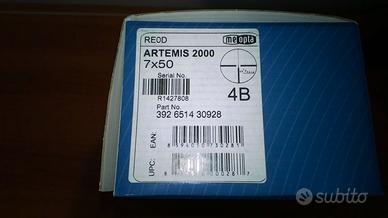 RE0D
meopta
ARTEMIS 2000
7x50
Serial No.
R1427808
4B
Part No.
392 6514 30928
EAN:
UPC:
subito